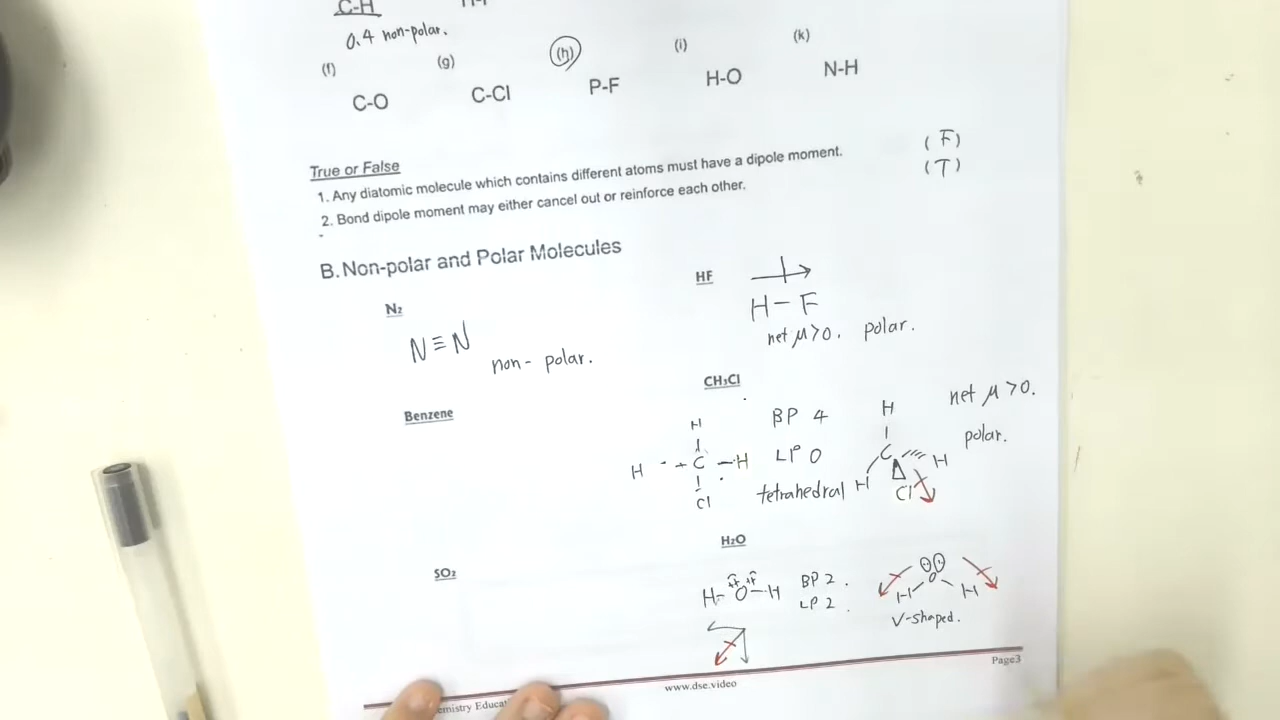 C-H
0.4 non-polar.
(f)
(g)
(h)
(i)
(k)
C-O
C-Cl
P-F
H-O
N-H
True or False
1. Any diatomic molecule which contains different atoms must have a dipole moment.
(F)
2. Bond dipole moment may either cancel out or reinforce each other.
(T)
B. Non-polar and Polar Molecules
N₂
N≡N
non-polar.
HF
H-F
net μ>0. polar.
Benzene
CH₃Cl
H
H - C - H
Cl
BP 4
LP 0
tetrahedral
H
C
H
H
Cl
net μ>0.
polar.
SO₂
H₂O
H-O-H
BP 2.
LP 2.
O
H
H
V-shaped.
Page3
www.dse.video